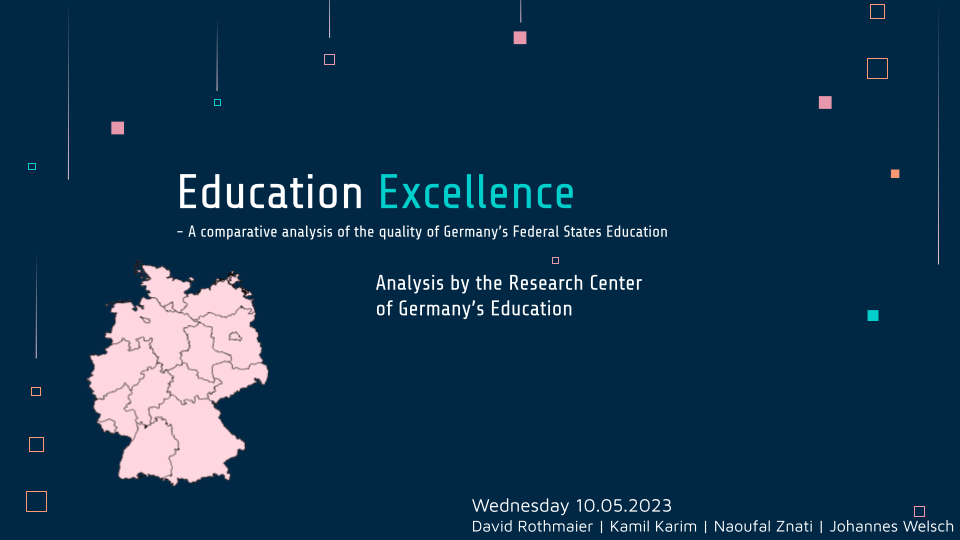 Education Excellence
– A comparative analysis of the quality of Germany's Federal States Education
Analysis by the Research Center
of Germany's Education
Wednesday 10.05.2023
David Rothmaier | Kamil Karim | Naoufal Znati | Johannes Welsch